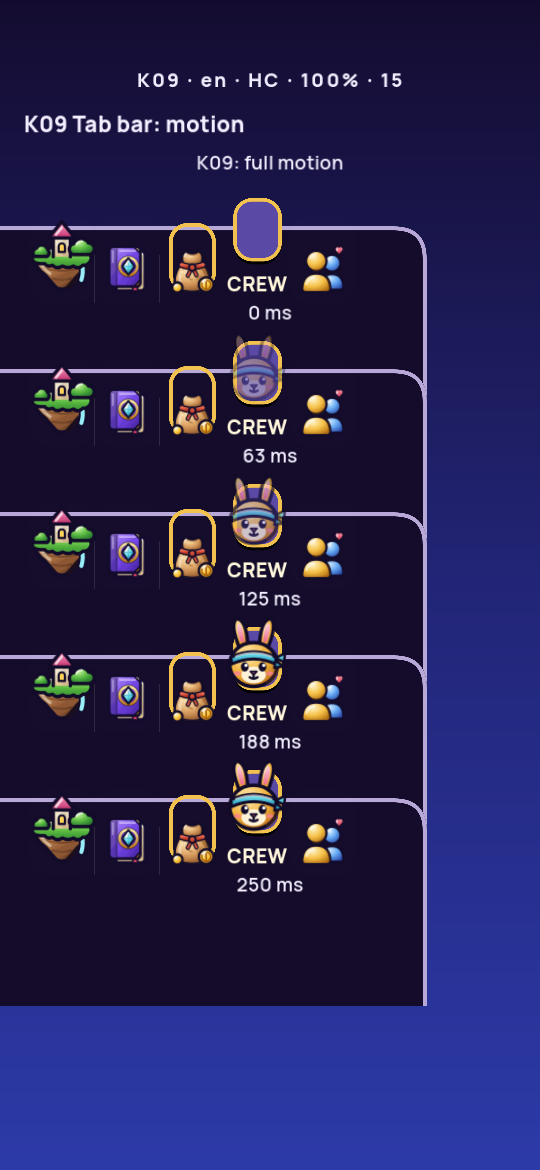 K09 · en · HC · 100% · 15
K09 Tab bar: motion
K09: full motion
CREW
0 ms
CREW
63 ms
CREW
125 ms
CREW
188 ms
CREW
250 ms